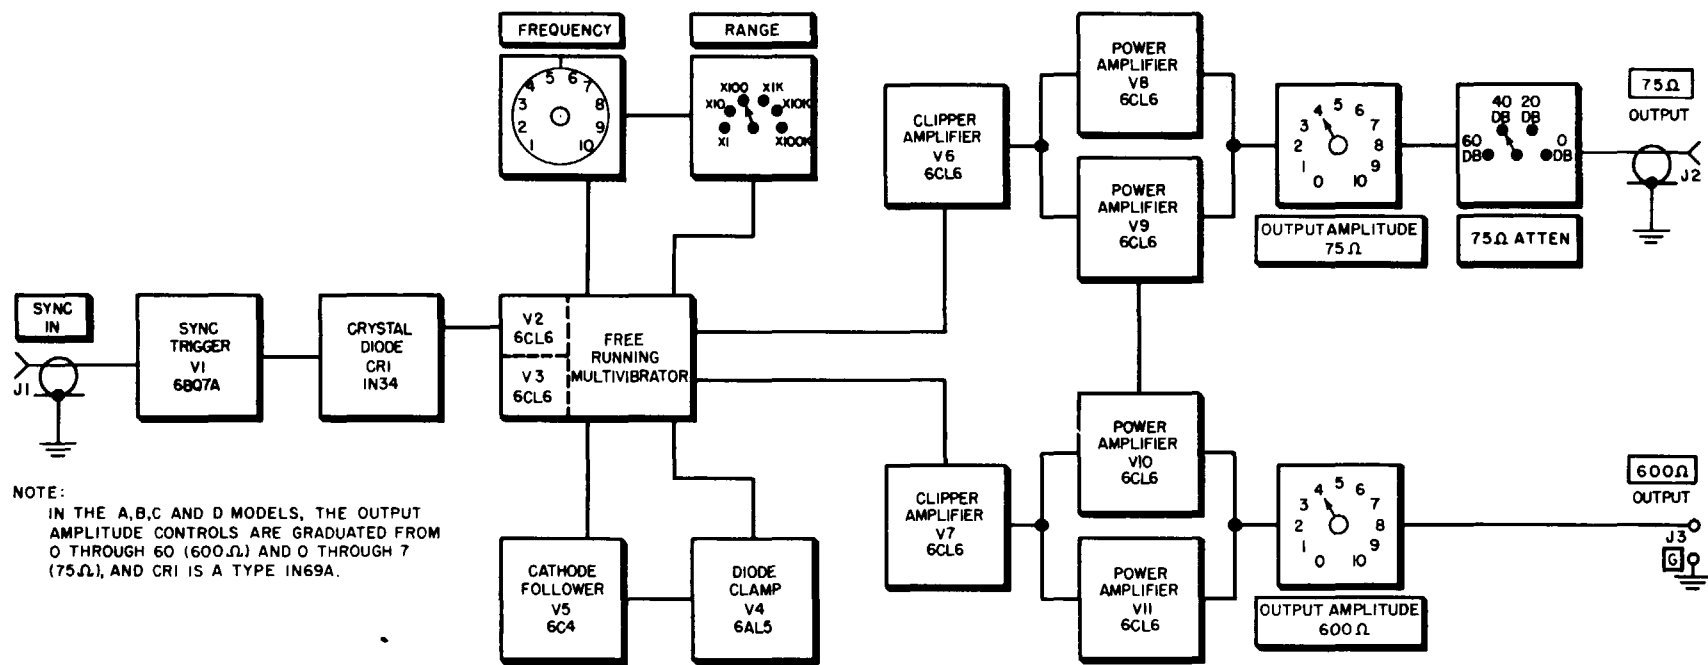 FREQUENCY
1 2 3 4 5 6 7 8 9 10
RANGE
X1 X10 X100 X1K X10K X100K
SYNC
IN
J1
SYNC
TRIGGER
V1
6BQ7A
CRYSTAL
DIODE
CR1
IN34
V2
6CL6
V3
6CL6
FREE
RUNNING
MULTIVIBRATOR
CATHODE
FOLLOWER
V5
6C4
DIODE
CLAMP
V4
6AL5
CLIPPER
AMPLIFIER
V6
6CL6
POWER
AMPLIFIER
V8
6CL6
POWER
AMPLIFIER
V9
6CL6
0 1 2 3 4 5 6 7 8 9 10
OUTPUT AMPLITUDE
75Ω
60 DB 40 DB 20 DB 0 DB
75Ω ATTEN
75Ω
OUTPUT
J2
CLIPPER
AMPLIFIER
V7
6CL6
POWER
AMPLIFIER
V10
6CL6
POWER
AMPLIFIER
V11
6CL6
0 1 2 3 4 5 6 7 8 9 10
OUTPUT AMPLITUDE
600Ω
600Ω
OUTPUT
J3
G
NOTE:
IN THE A,B,C AND D MODELS, THE OUTPUT
AMPLITUDE CONTROLS ARE GRADUATED FROM
0 THROUGH 60 (600Ω) AND 0 THROUGH 7
(75Ω), AND CR1 IS A TYPE IN69A.